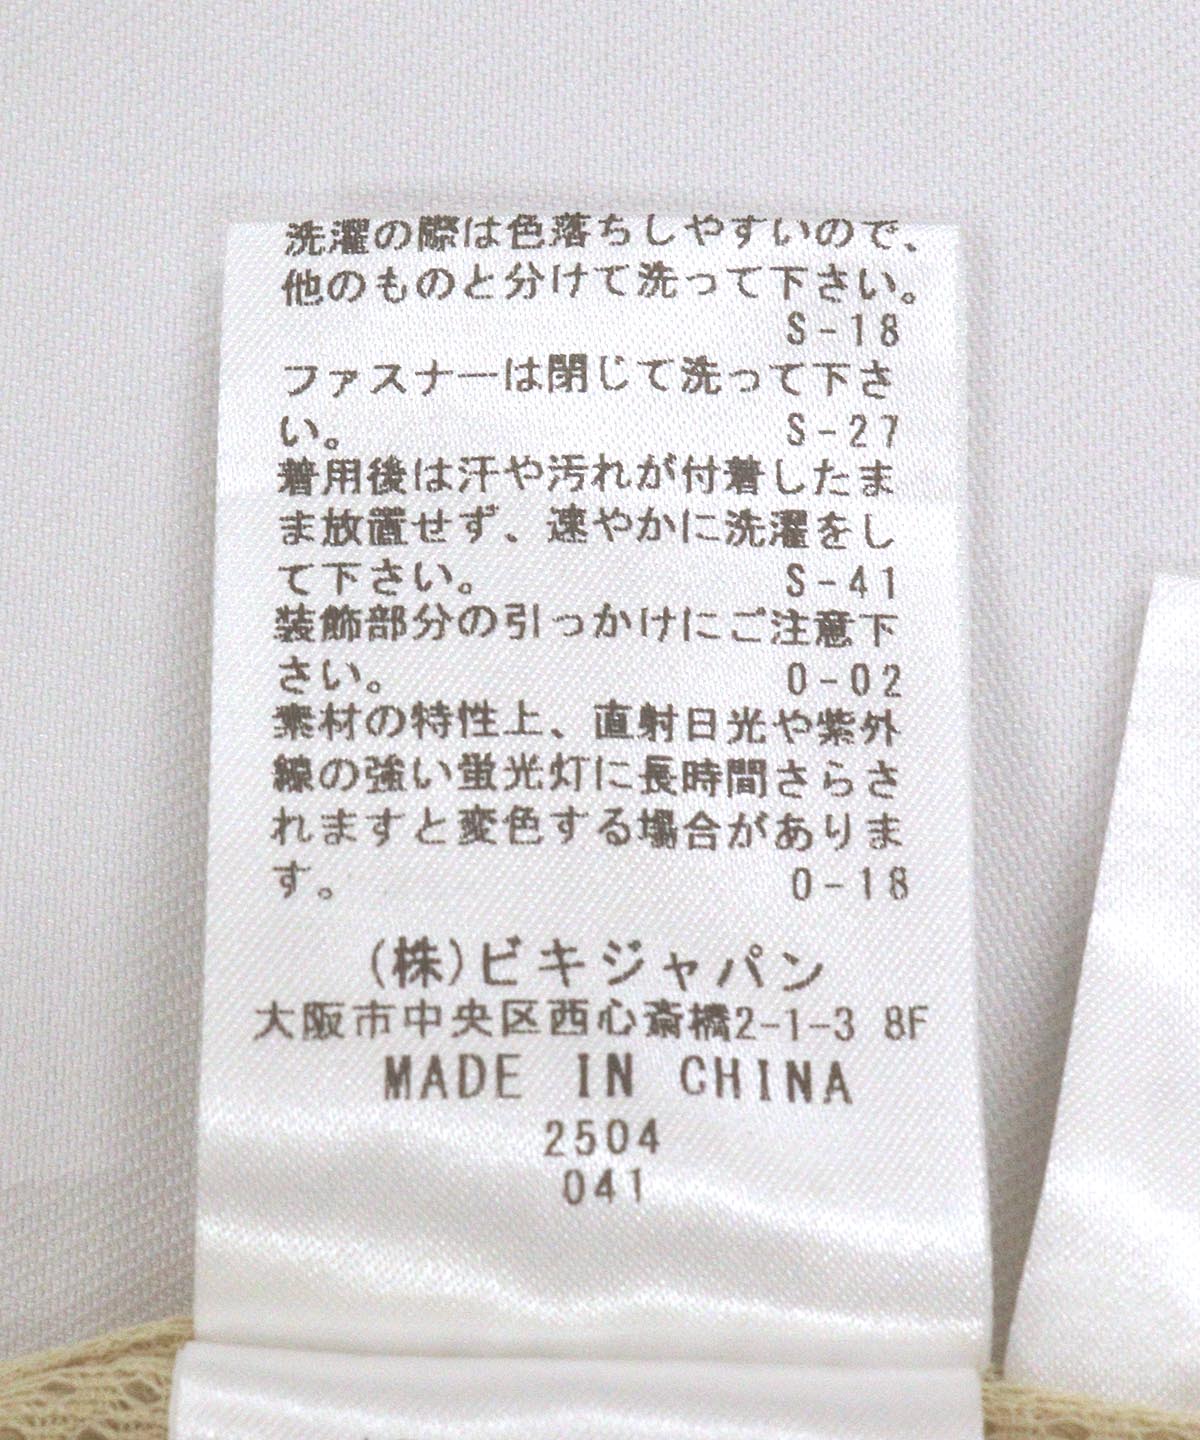 洗濯の際は色落ちしやすいので、
他のものと分けて洗って下さい。
S-18
ファスナーは閉じて洗って下さ
い。 S-27
着用後は汗や汚れが付着したま
ま放置せず、速やかに洗濯をし
て下さい。 S-41
装飾部分の引っかけにご注意下
さい。 0-02
素材の特性上、直射日光や紫外
線の強い蛍光灯に長時間さらさ
れますと変色する場合がありま
す。 0-18
(株)ビキジャパン
大阪市中央区西心斎橋2-1-3 8F
MADE IN CHINA
2504
041